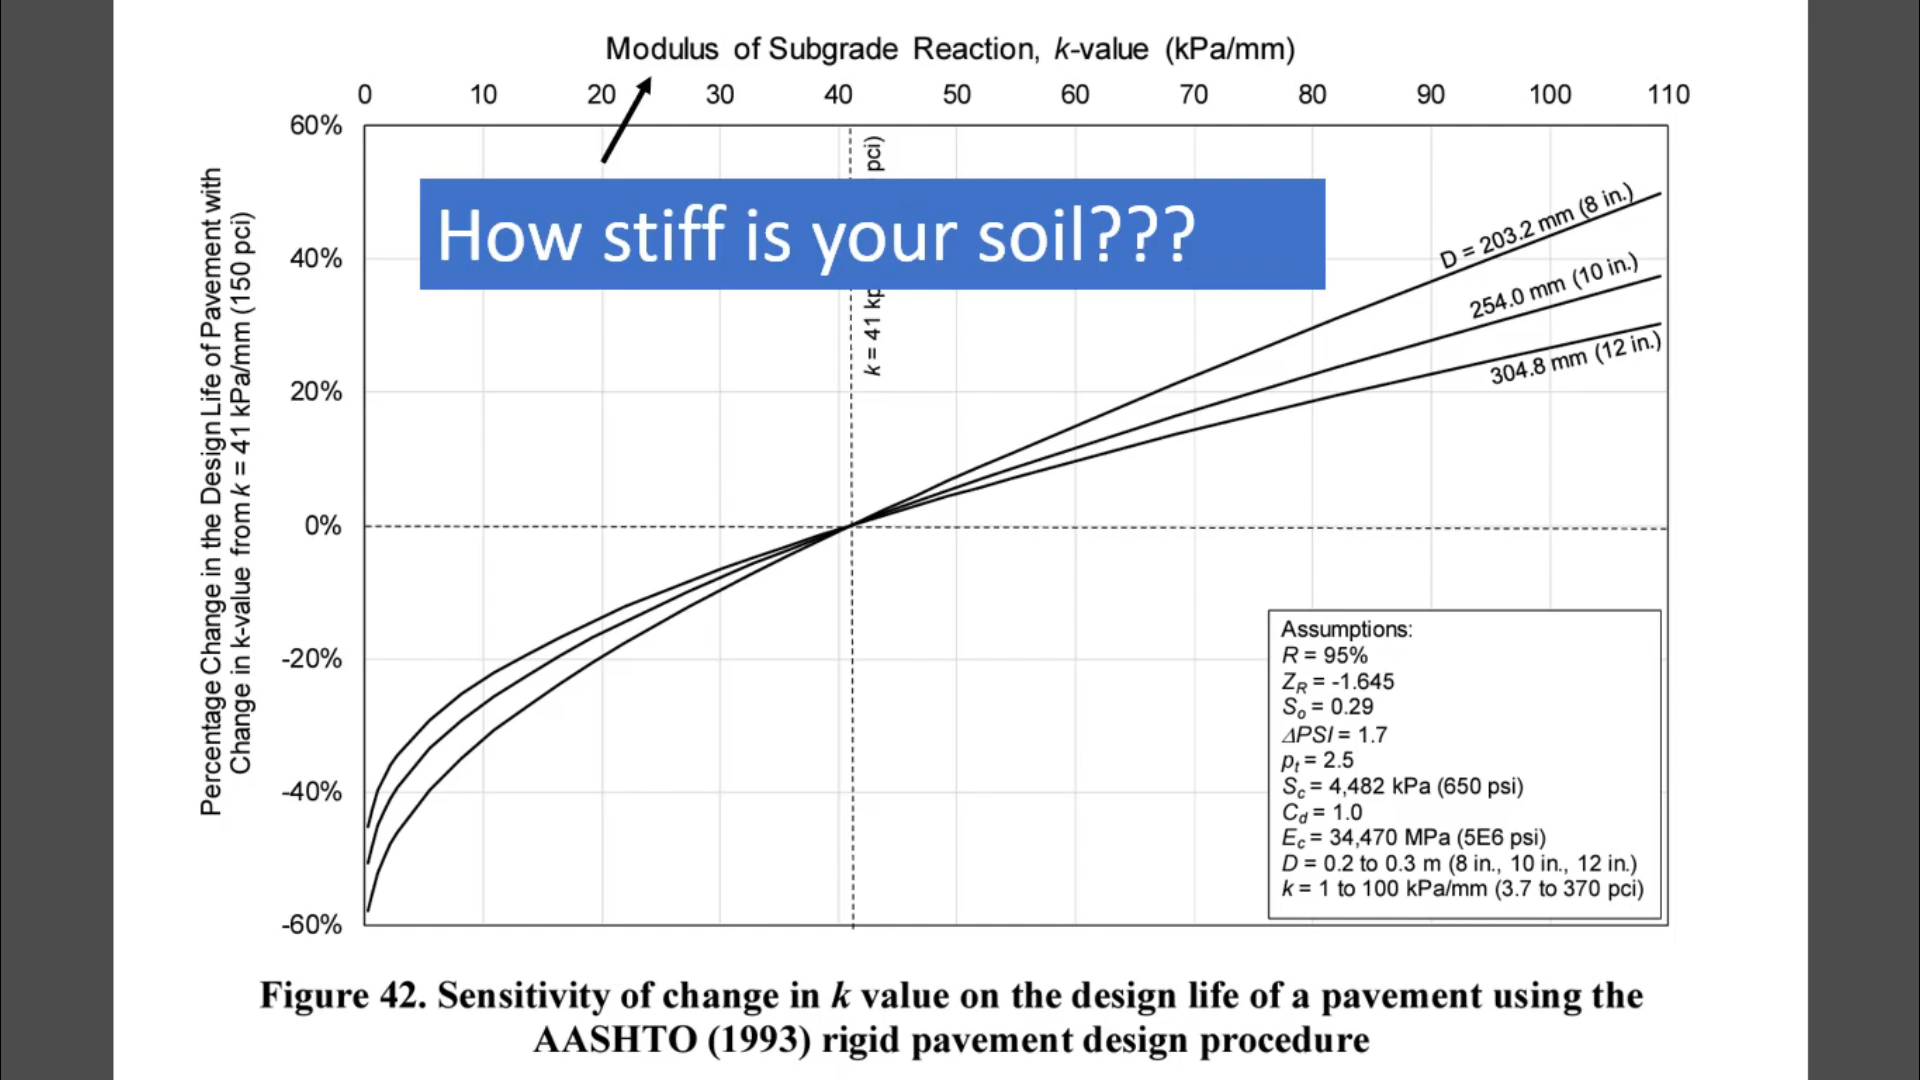 Modulus of Subgrade Reaction, k-value (kPa/mm)
0 10 20 30 40 50 60 70 80 90 100 110
60%
40%
20%
0%
-20%
-40%
-60%
Percentage Change in the Design Life of Pavement with
Change in k-value from k = 41 kPa/mm (150 pci)
How stiff is your soil???
k = 41 pci)
D = 203.2 mm (8 in.)
254.0 mm (10 in.)
304.8 mm (12 in.)
Assumptions:
R = 95%
ZR = -1.645
So = 0.29
ΔPSI = 1.7
pt = 2.5
Sc = 4,482 kPa (650 psi)
Cd = 1.0
Ec = 34,470 MPa (5E6 psi)
D = 0.2 to 0.3 m (8 in., 10 in., 12 in.)
k = 1 to 100 kPa/mm (3.7 to 370 pci)
Figure 42. Sensitivity of change in k value on the design life of a pavement using the
AASHTO (1993) rigid pavement design procedure